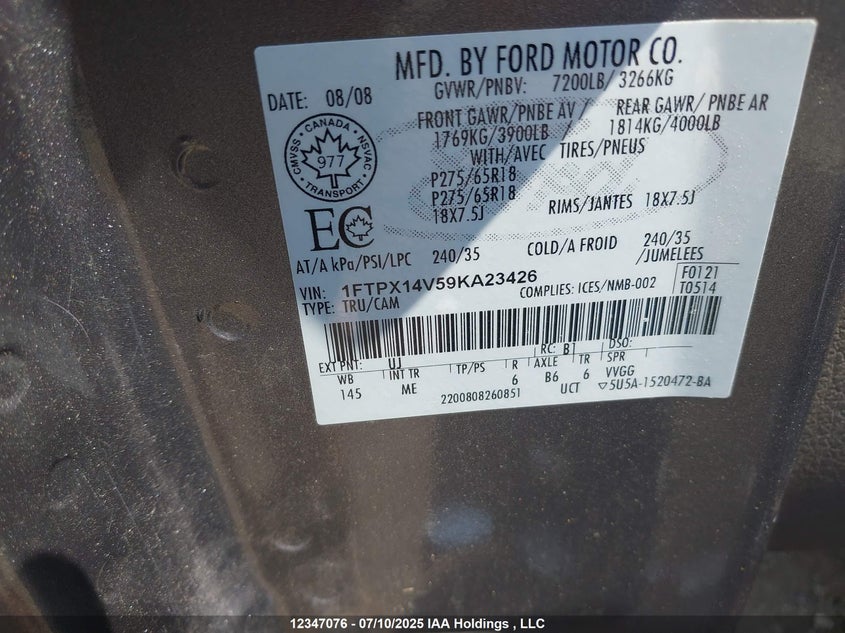 MFD. BY FORD MOTOR CO.
DATE: 08/08
GVWR/PNBV: 7200LB/ 3266KG
FRONT GAWR/PNBE AV / REAR GAWR/ PNBE AR
1769KG/3900LB / 1814KG/4000LB
WITH/AVEC TIRES/PNEUS
P275/65R18
P275/65R18
18X7.5J RIMS/JANTES 18X7.5J
CMVSS · CANADA · NSVAC
977
TRANSPORT
EC
AT/A kPa/PSI/LPC 240/35 COLD/A FROID 240/35
/JUMELEES
VIN: 1FTPX14V59KA23426
COMPLIES: ICES/NMB-002
F0121
T0514
TYPE: TRU/CAM
EXT PNT: UJ RC: B1 DSO:
WB INT TR TP/PS R AXLE TR SPR
145 ME 6 B6 6 VVGG
2200808260851 UCT ▽5U5A-1520472-BA
12347076 - 07/10/2025 IAA Holdings , LLC